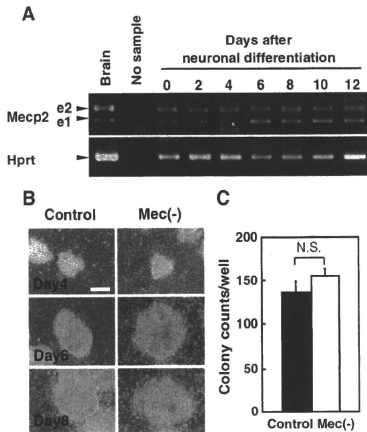 A
Brain
No sample
Days after
neuronal differentiation
0 2 4 6 8 10 12
Mecp2
e2
e1
Hprt
B
Control Mec(-)
Day4
Day6
Day8
C
N.S.
Colony counts/well
200
150
100
50
0
Control Mec(-)